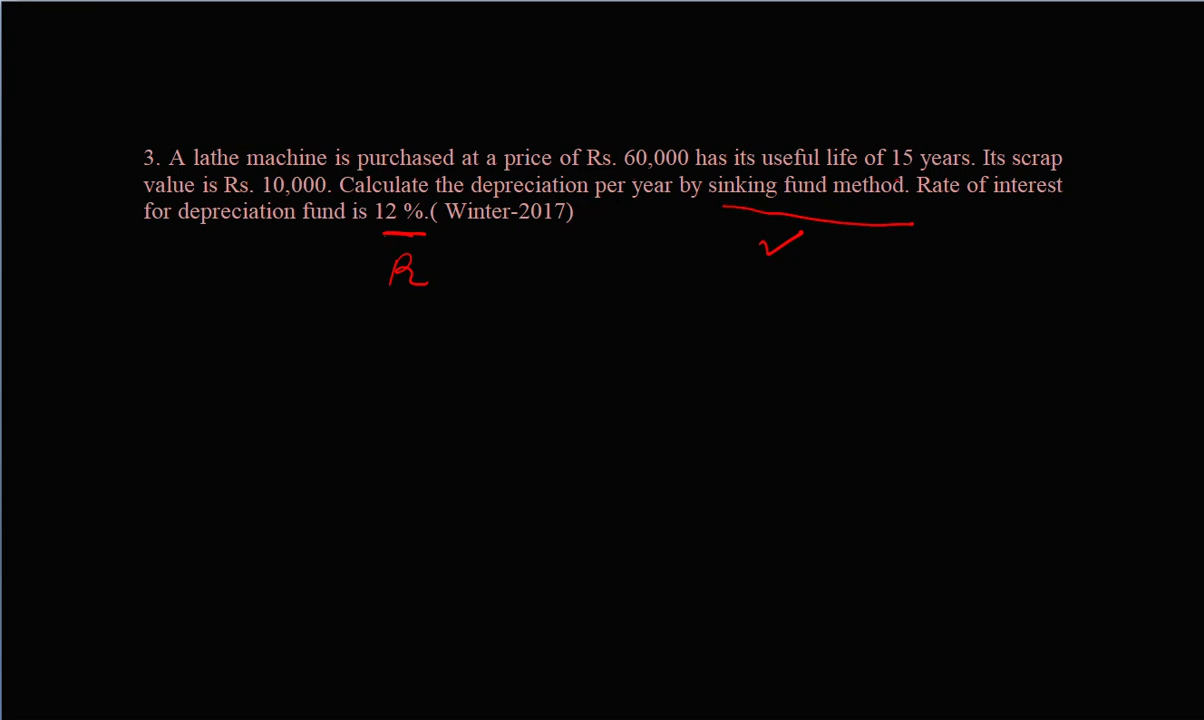 3. A lathe machine is purchased at a price of Rs. 60,000 has its useful life of 15 years. Its scrap
value is Rs. 10,000. Calculate the depreciation per year by sinking fund method. Rate of interest
for depreciation fund is 12 %.( Winter-2017)
R